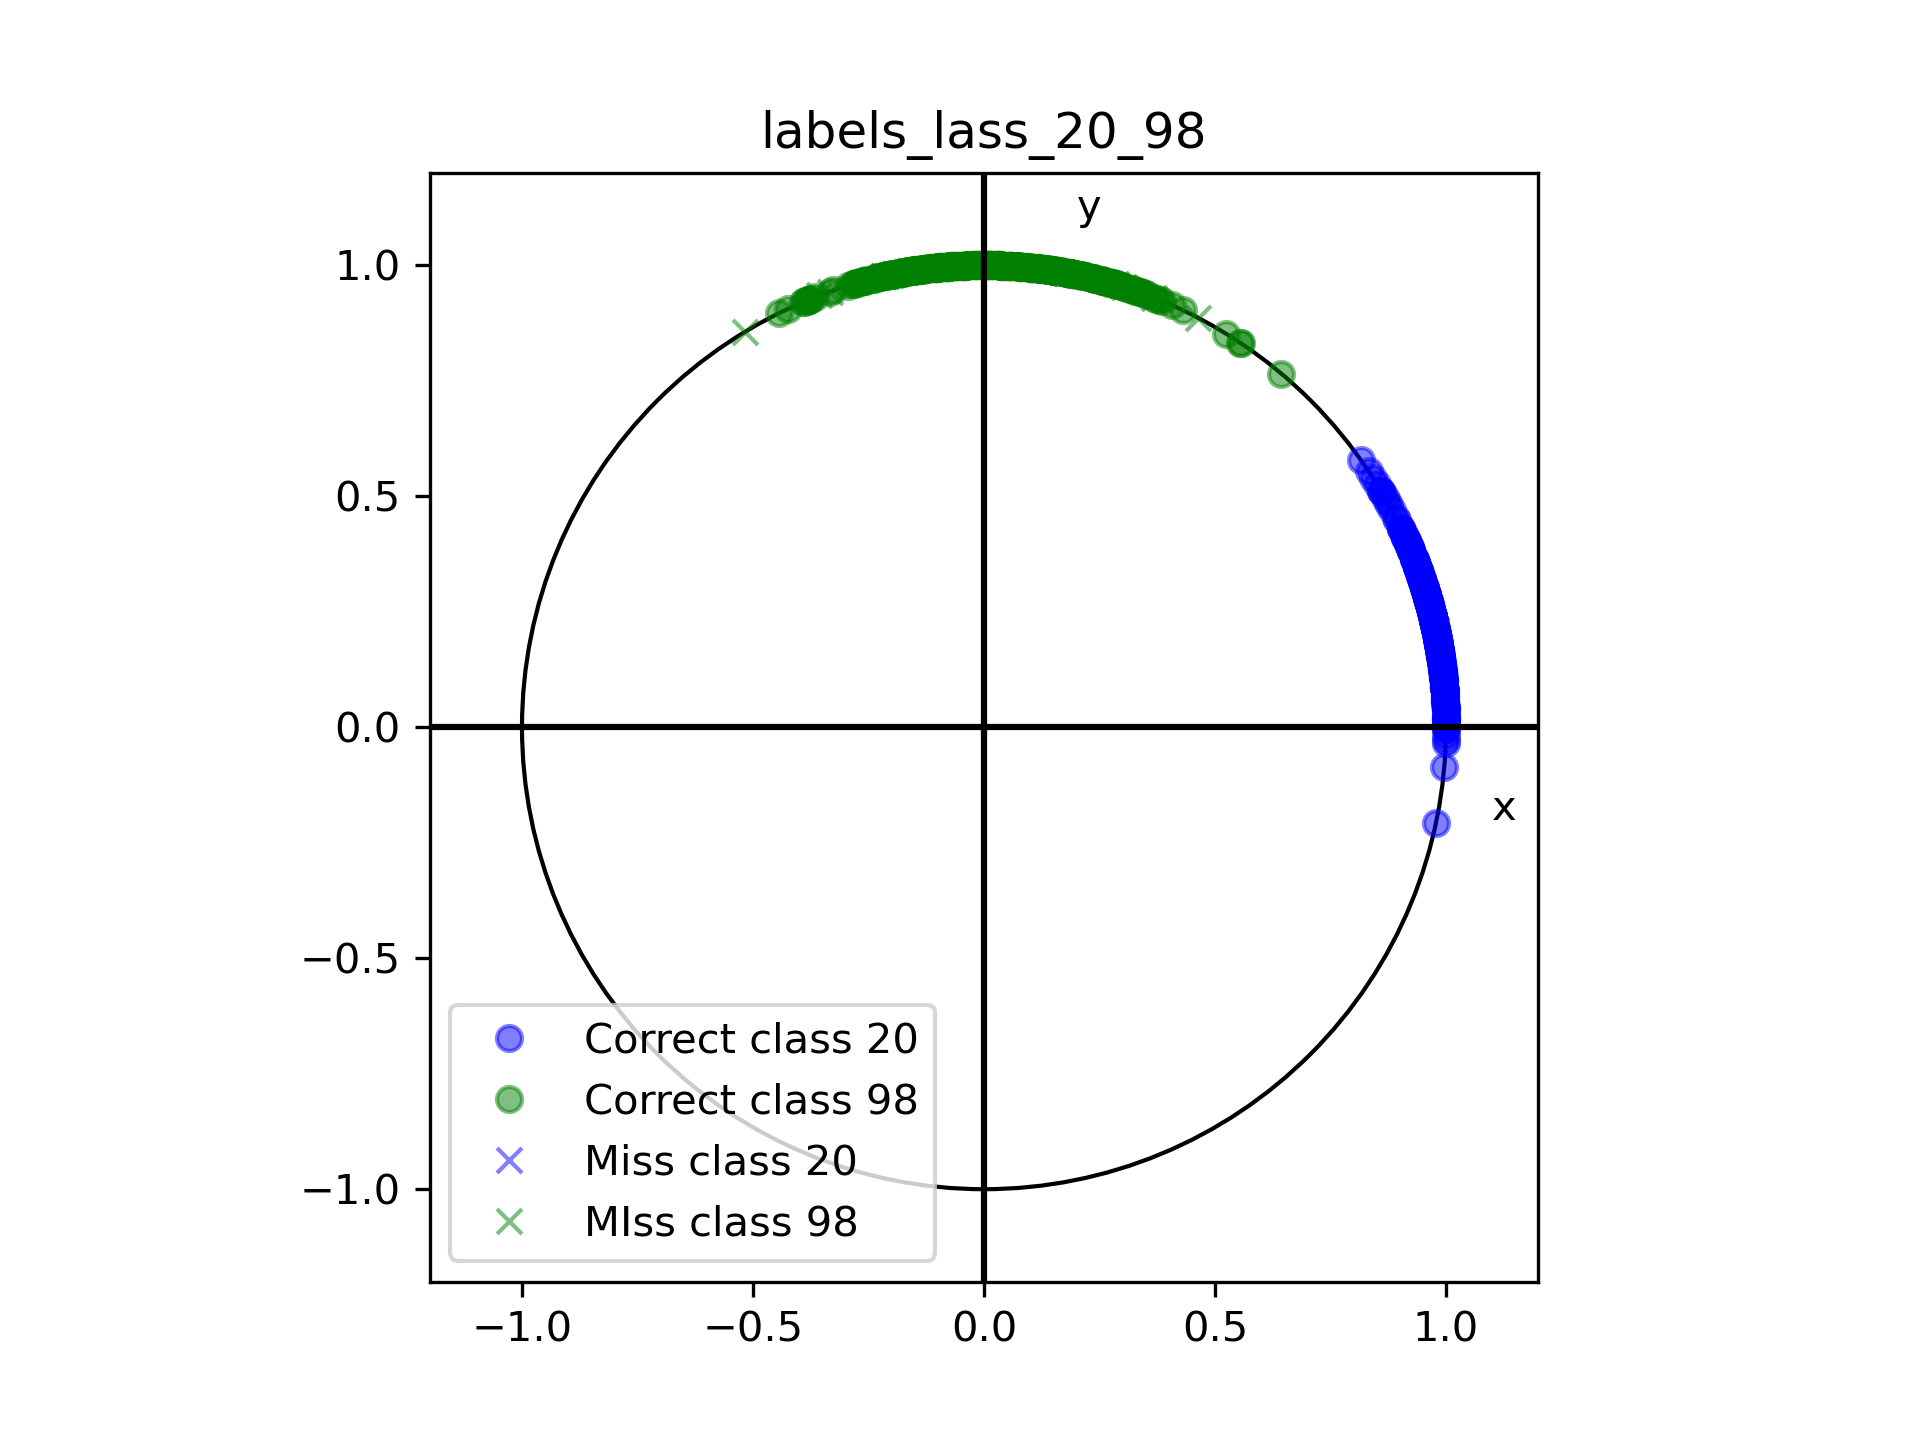 labels_lass_20_98
y
1.0
0.5
0.0
x
−0.5
−1.0
Correct class 20
Correct class 98
Miss class 20
MIss class 98
−1.0 −0.5 0.0 0.5 1.0